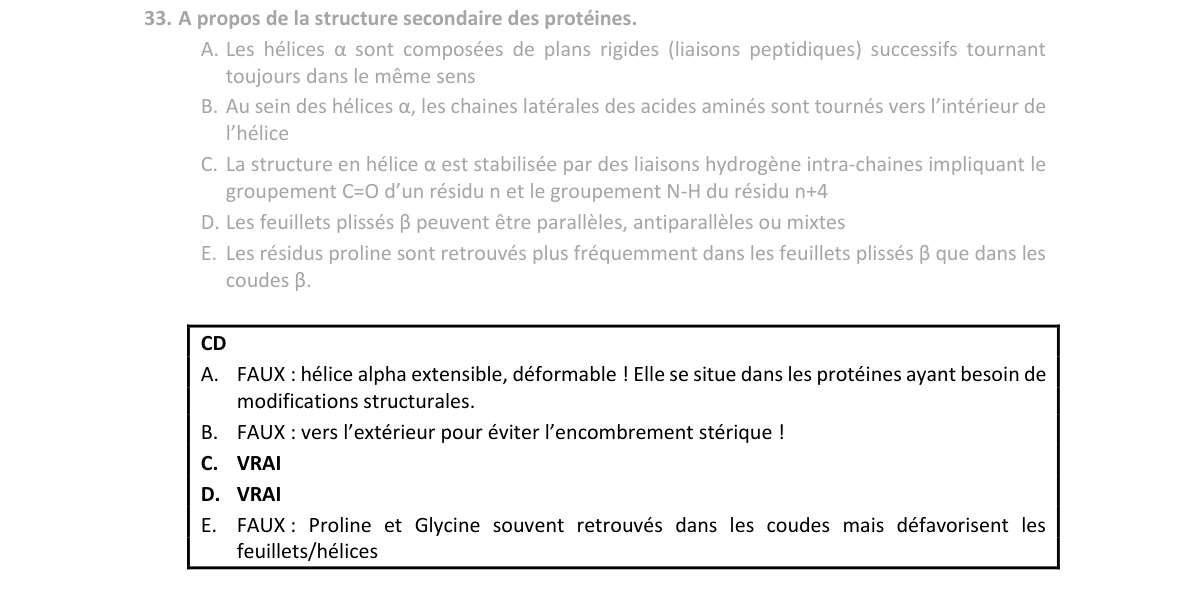 33. A propos de la structure secondaire des protéines.
A. Les hélices α sont composées de plans rigides (liaisons peptidiques) successifs tournant
toujours dans le même sens
B. Au sein des hélices α, les chaines latérales des acides aminés sont tournés vers l’intérieur de
l’hélice
C. La structure en hélice α est stabilisée par des liaisons hydrogène intra-chaines impliquant le
groupement C=O d’un résidu n et le groupement N-H du résidu n+4
D. Les feuillets plissés β peuvent être parallèles, antiparallèles ou mixtes
E. Les résidus proline sont retrouvés plus fréquemment dans les feuillets plissés β que dans les
coudes β.
CD
A. FAUX : hélice alpha extensible, déformable ! Elle se situe dans les protéines ayant besoin de
modifications structurales.
B. FAUX : vers l’extérieur pour éviter l’encombrement stérique !
C. VRAI
D. VRAI
E. FAUX : Proline et Glycine souvent retrouvés dans les coudes mais défavorisent les
feuillets/hélices